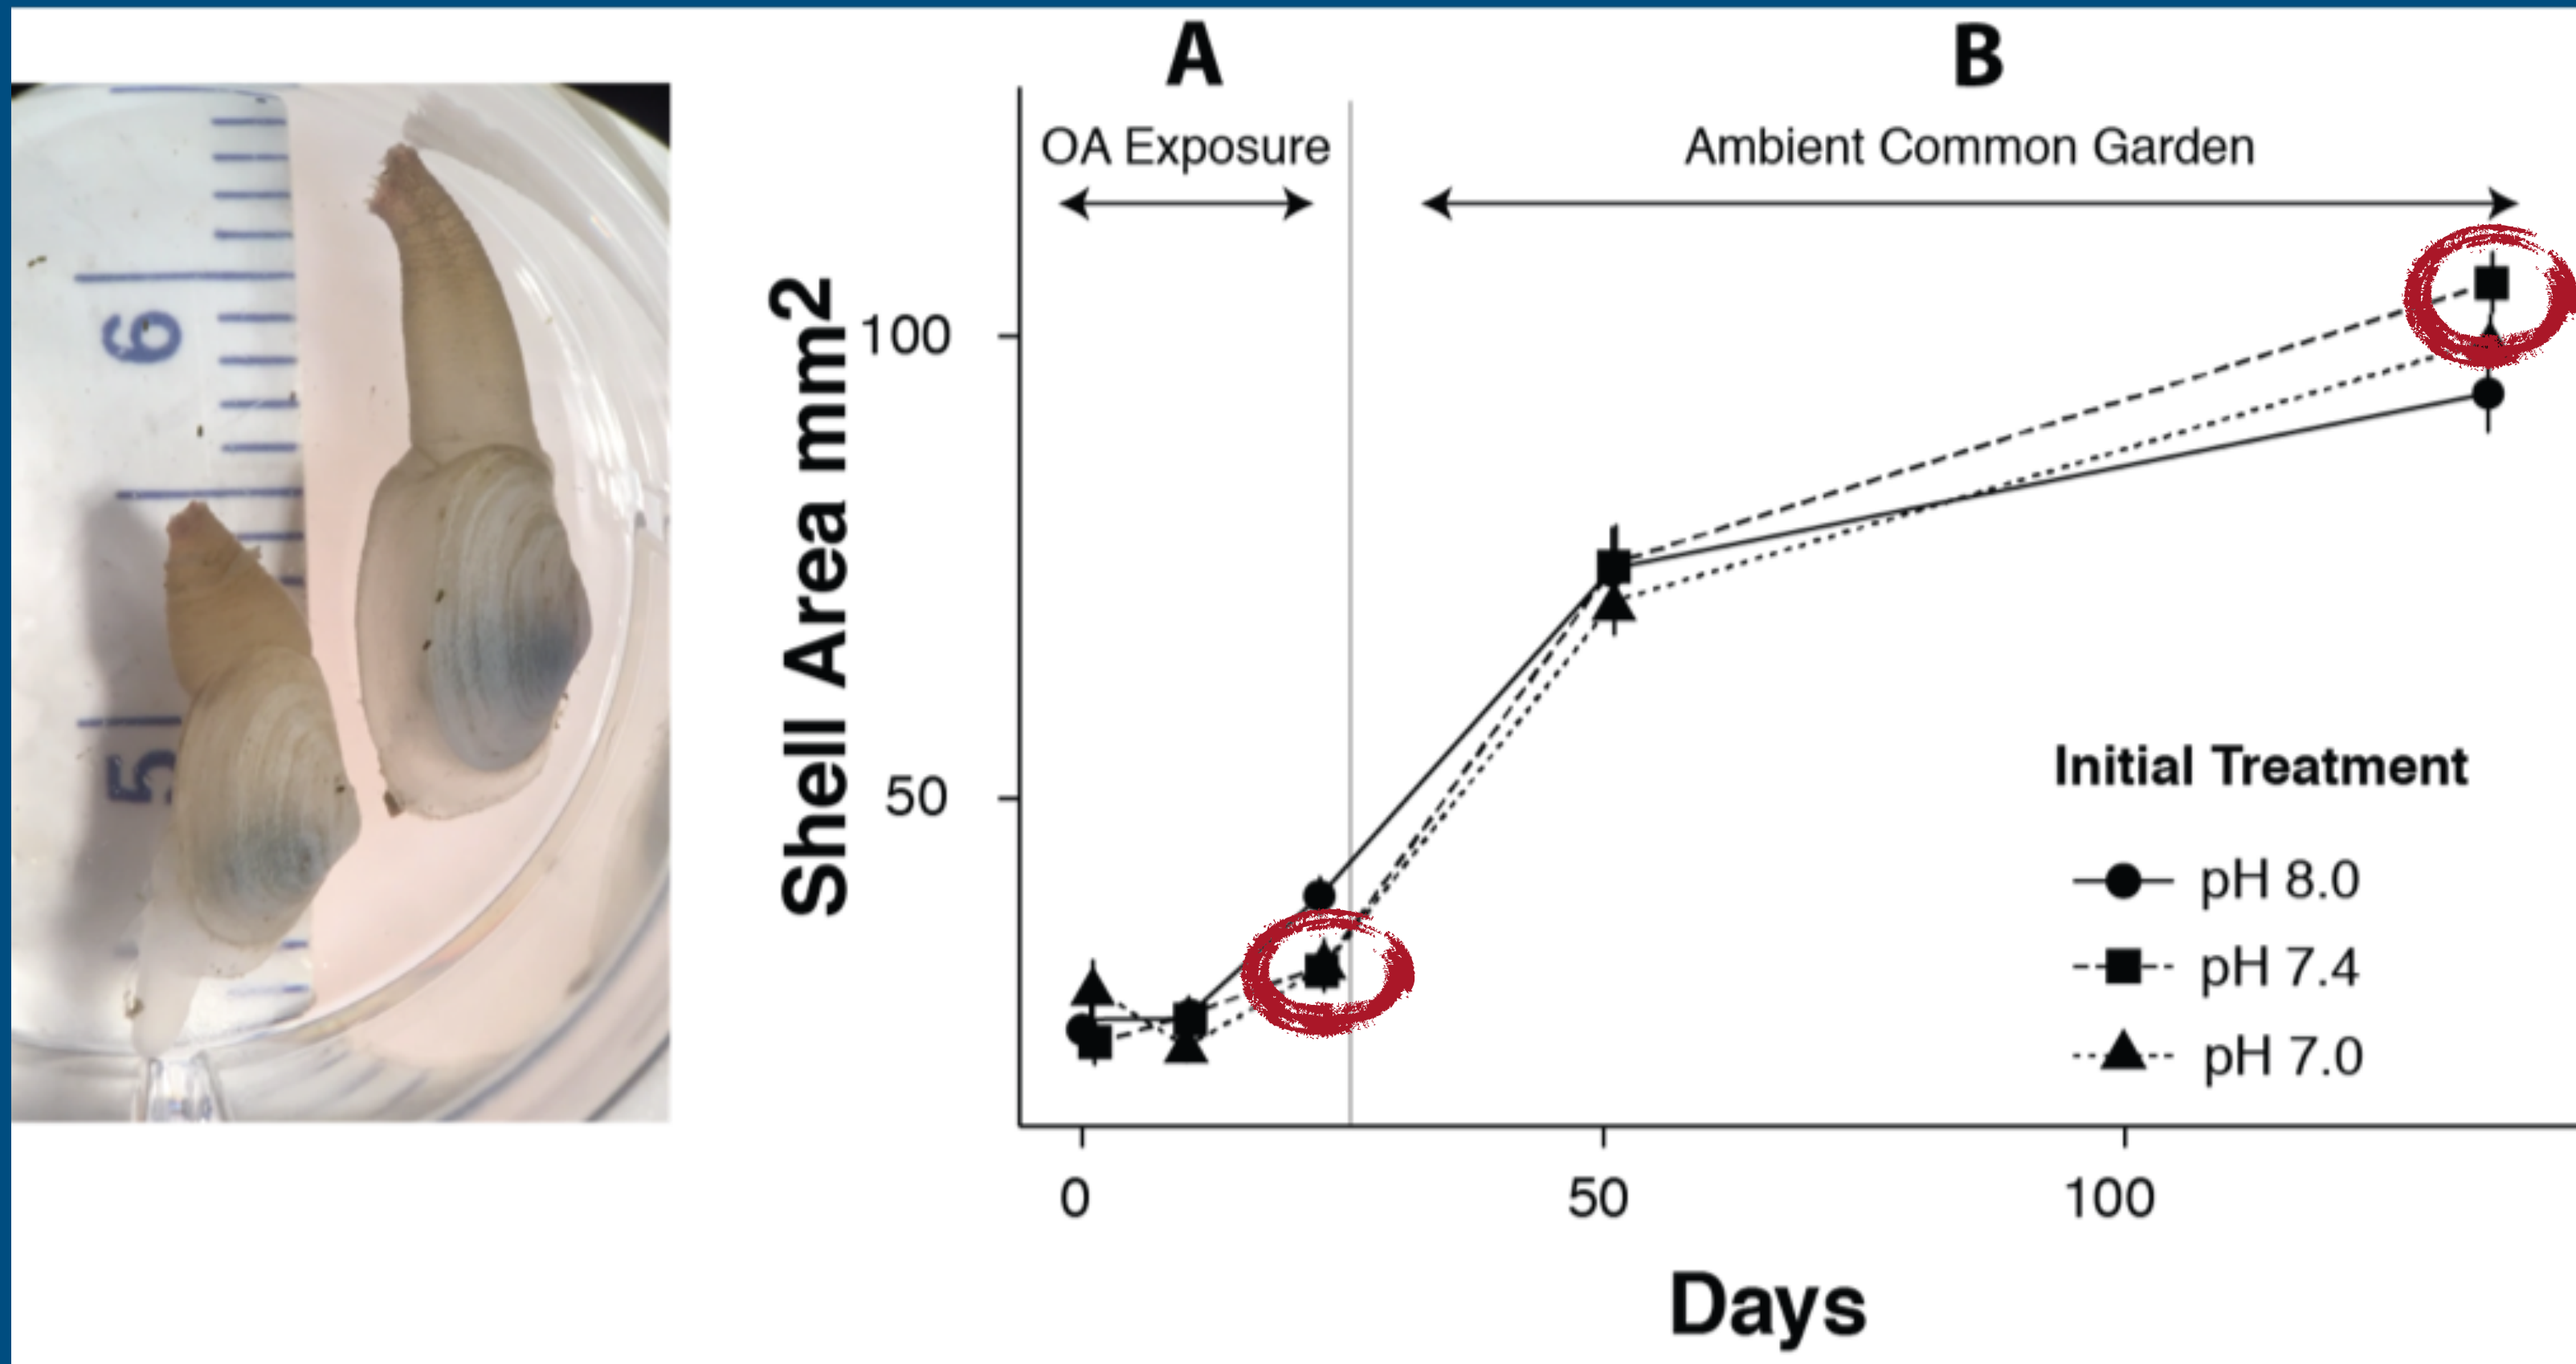 A
B
OA Exposure
Ambient Common Garden
Shell Area mm2
100
50
Initial Treatment
pH 8.0
pH 7.4
pH 7.0
0
50
100
Days
6
5